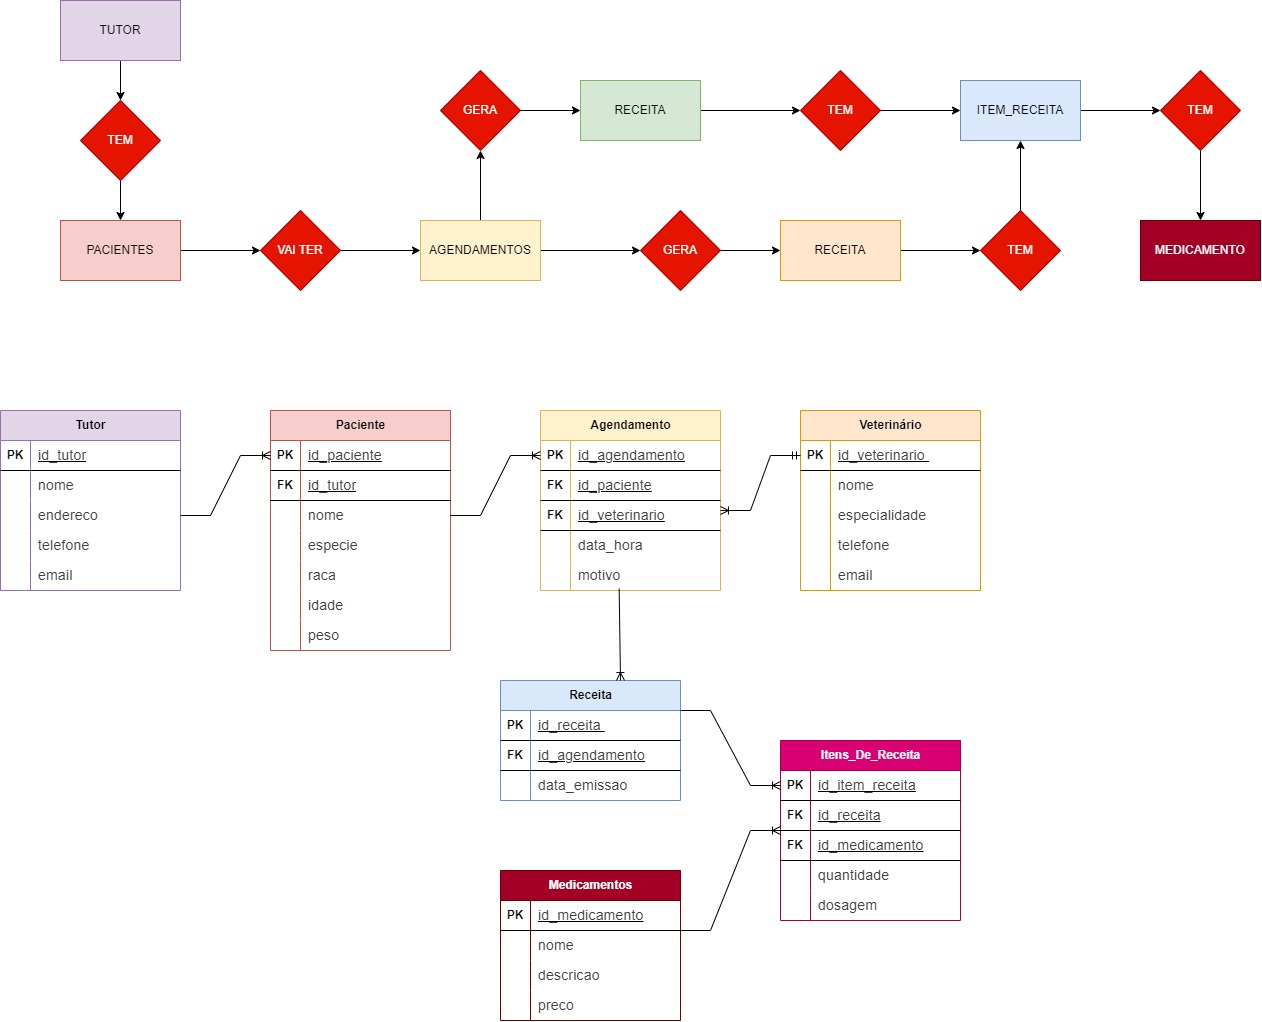 TUTOR
TEM
PACIENTES
VAI TER
AGENDAMENTOS
GERA
RECEITA
TEM
ITEM_RECEITA
TEM
GERA
RECEITA
TEM
MEDICAMENTO
Tutor
PK id_tutor
nome
endereco
telefone
email
Paciente
PK id_paciente
FK id_tutor
nome
especie
raca
idade
peso
Agendamento
PK id_agendamento
FK id_paciente
FK id_veterinario
data_hora
motivo
Veterinário
PK id_veterinario
nome
especialidade
telefone
email
Receita
PK id_receita
FK id_agendamento
data_emissao
Itens_De_Receita
PK id_item_receita
FK id_receita
FK id_medicamento
quantidade
dosagem
Medicamentos
PK id_medicamento
nome
descricao
preco